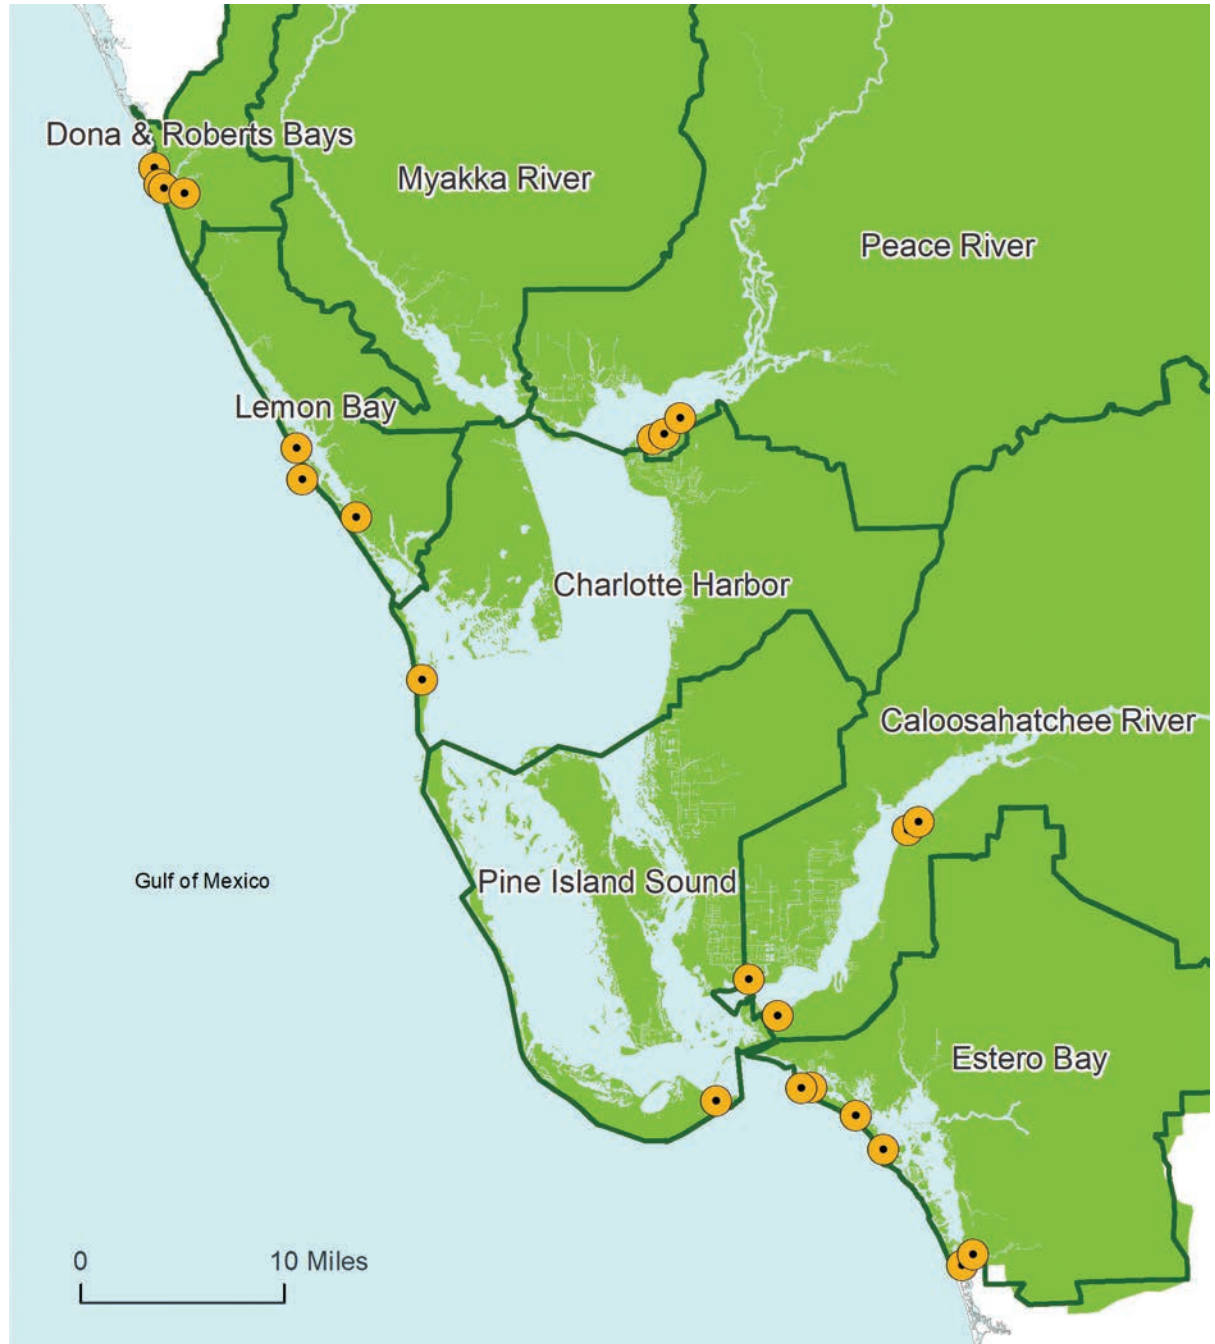 Dona & Roberts Bays
Myakka River
Peace River
Lemon Bay
Charlotte Harbor
Caloosahatchee River
Gulf of Mexico
Pine Island Sound
Estero Bay
0 10 Miles